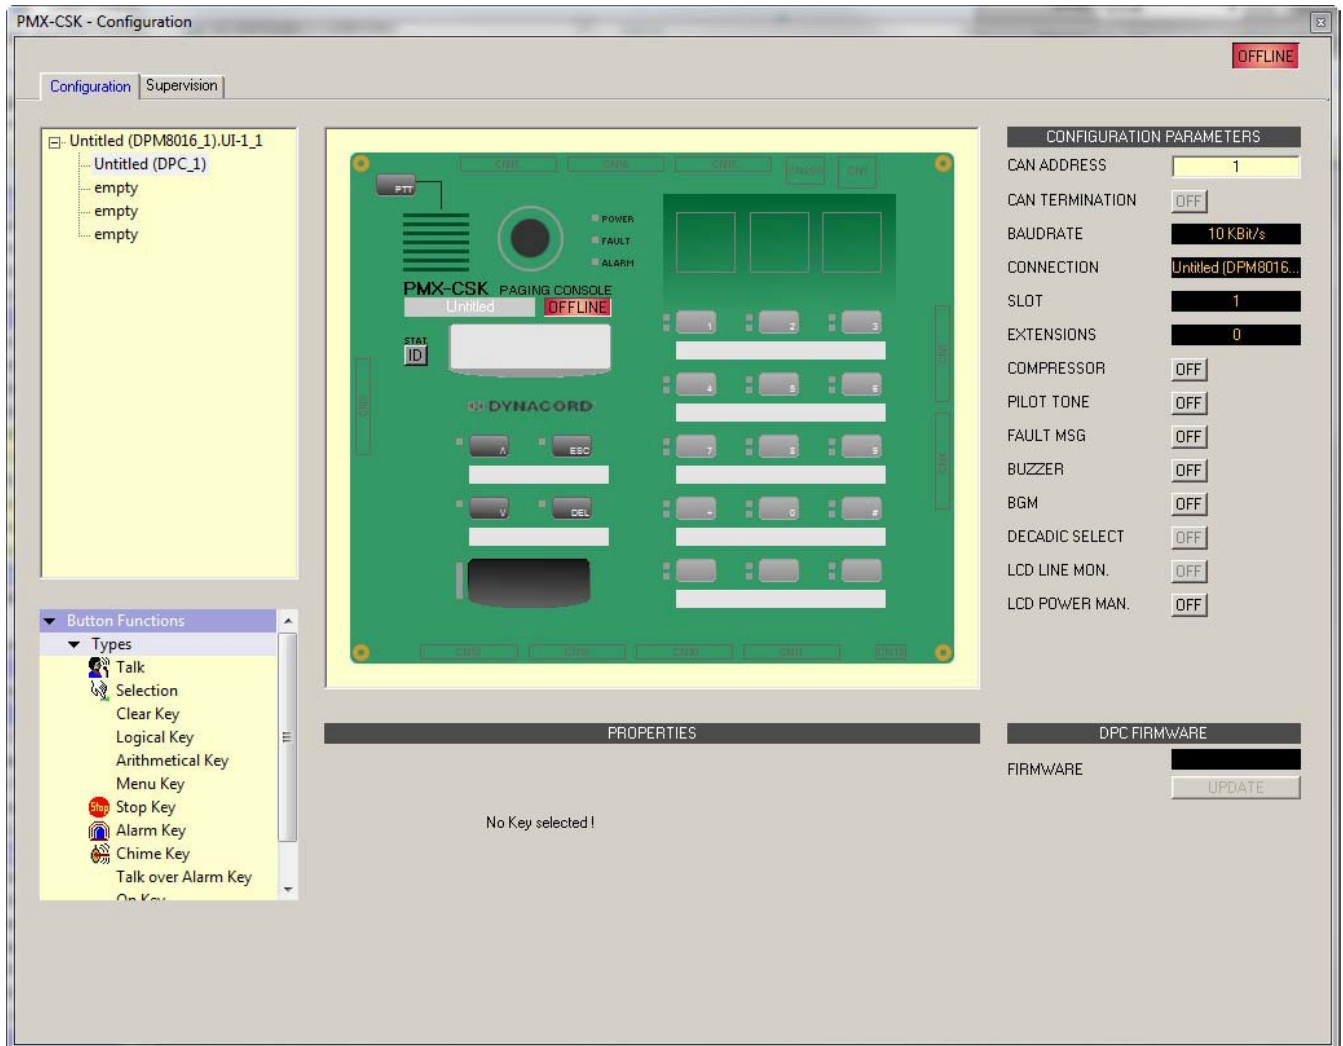 PMX-CSK - Configuration
OFFLINE
Configuration
Supervision
Untitled (DPM8016_1).UI-1_1
Untitled (DPC_1)
empty
empty
empty
Button Functions
Types
Talk
Selection
Clear Key
Logical Key
Arithmetical Key
Menu Key
Stop
Stop Key
Alarm Key
Chime Key
Talk over Alarm Key
On Key
PTT
POWER
FAULT
ALARM
PMX-CSK PAGING CONSOLE
Untitled
OFFLINE
STAT.
ID
DYNACORD
Λ
ESC
V
DEL
1
2
3
4
5
6
7
8
9
0
#
PROPERTIES
No Key selected !
CONFIGURATION PARAMETERS
CAN ADDRESS 1
CAN TERMINATION OFF
BAUDRATE 10 KBit/s
CONNECTION Untitled (DPM8016...
SLOT 1
EXTENSIONS 0
COMPRESSOR OFF
PILOT TONE OFF
FAULT MSG OFF
BUZZER OFF
BGM OFF
DECADIC SELECT OFF
LCD LINE MON. OFF
LCD POWER MAN. OFF
DPC FIRMWARE
FIRMWARE
UPDATE